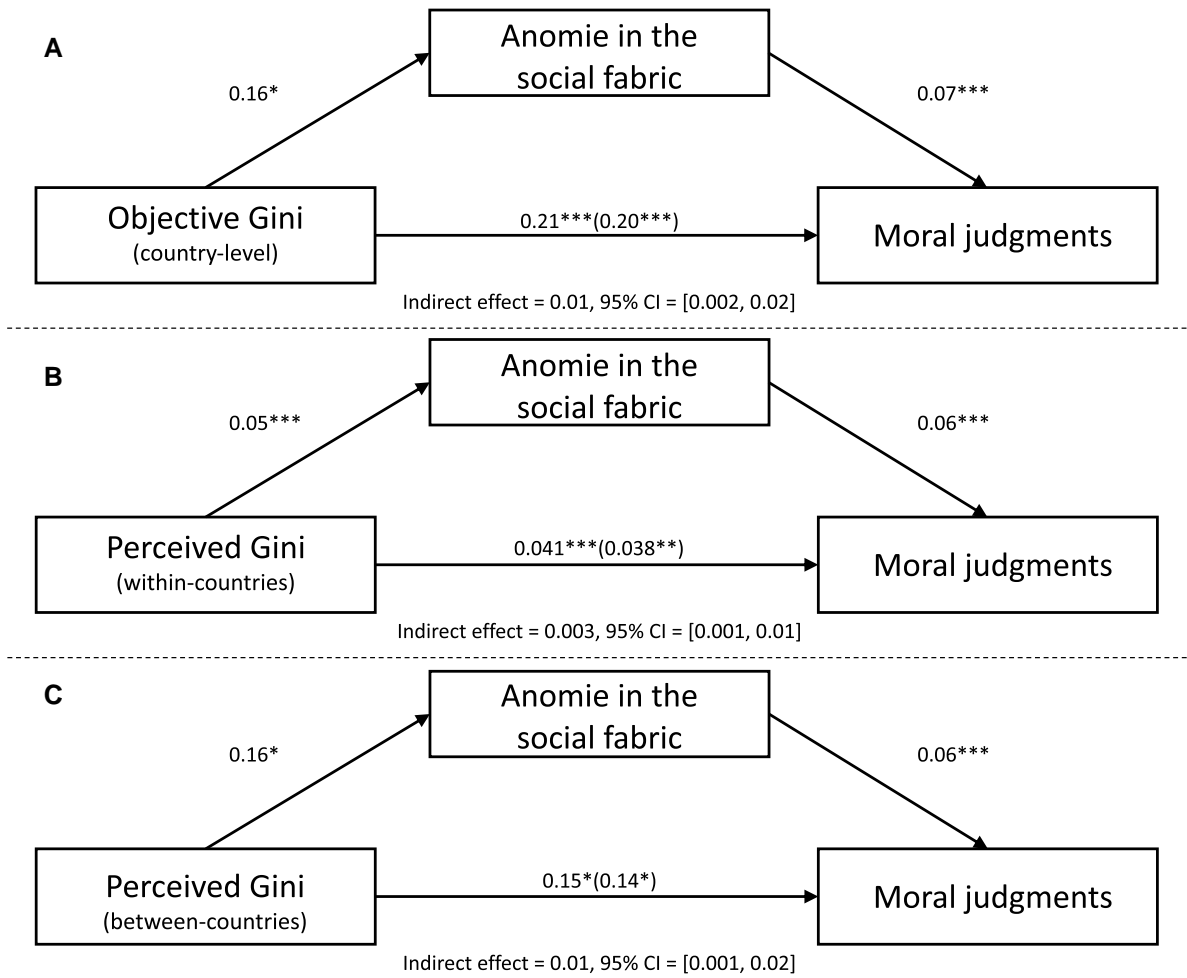 A
Anomie in the
social fabric
0.16*
0.07***
Objective Gini
(country-level)
0.21***(0.20***)
Moral judgments
Indirect effect = 0.01, 95% CI = [0.002, 0.02]
B
Anomie in the
social fabric
0.05***
0.06***
Perceived Gini
(within-countries)
0.041***(0.038**)
Moral judgments
Indirect effect = 0.003, 95% CI = [0.001, 0.01]
C
Anomie in the
social fabric
0.16*
0.06***
Perceived Gini
(between-countries)
0.15*(0.14*)
Moral judgments
Indirect effect = 0.01, 95% CI = [0.001, 0.02]